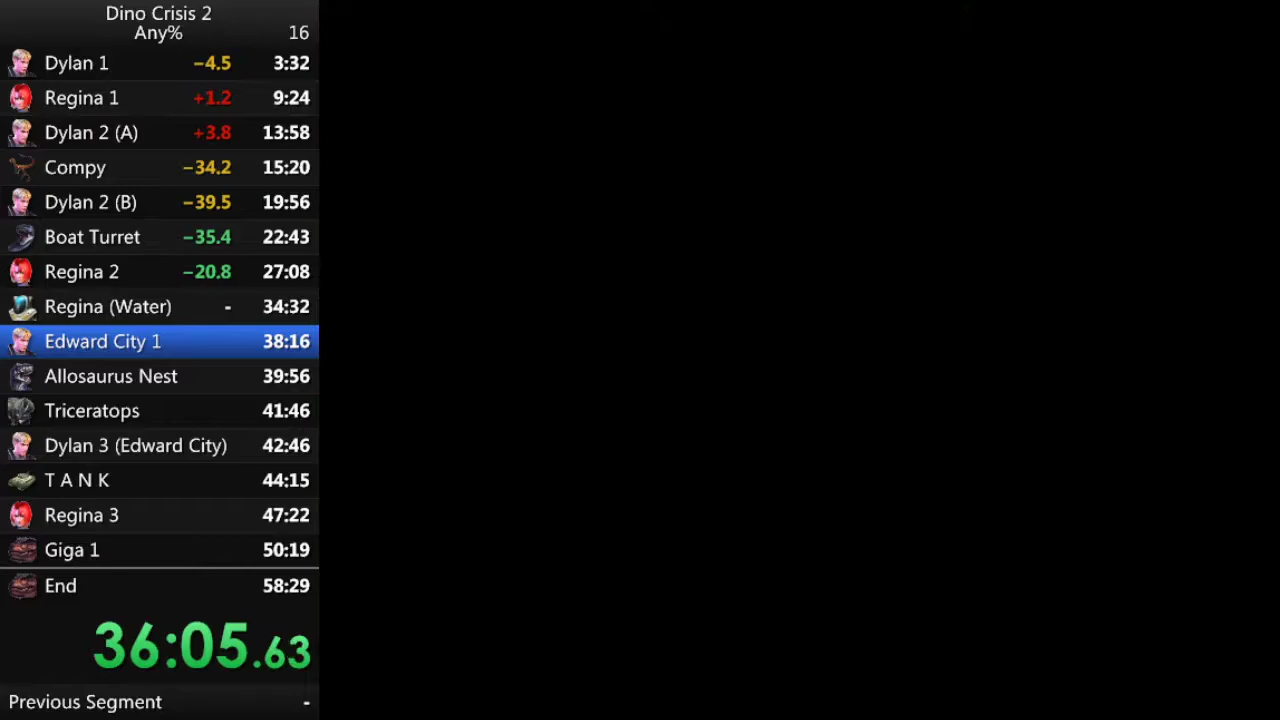 Dino Crisis 2
Any% 16
Dylan 1 −4.5 3:32
Regina 1 +1.2 9:24
Dylan 2 (A) +3.8 13:58
Compy −34.2 15:20
Dylan 2 (B) −39.5 19:56
Boat Turret −35.4 22:43
Regina 2 −20.8 27:08
Regina (Water) - 34:32
Edward City 1 38:16
Allosaurus Nest 39:56
Triceratops 41:46
Dylan 3 (Edward City) 42:46
T A N K 44:15
Regina 3 47:22
Giga 1 50:19
End 58:29
36:05.63
Previous Segment -